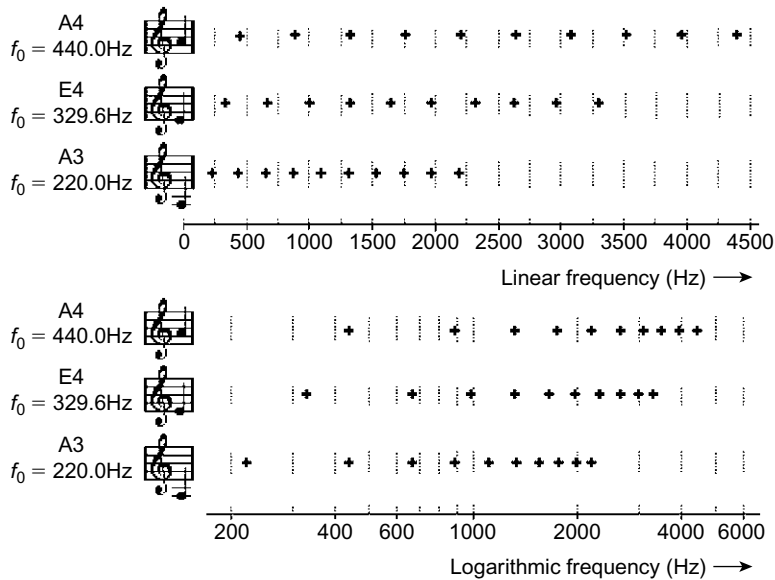 A4
f0 = 440.0Hz
E4
f0 = 329.6Hz
A3
f0 = 220.0Hz
0 500 1000 1500 2000 2500 3000 3500 4000 4500
Linear frequency (Hz) →
A4
f0 = 440.0Hz
E4
f0 = 329.6Hz
A3
f0 = 220.0Hz
200 400 600 1000 2000 4000 6000
Logarithmic frequency (Hz) →